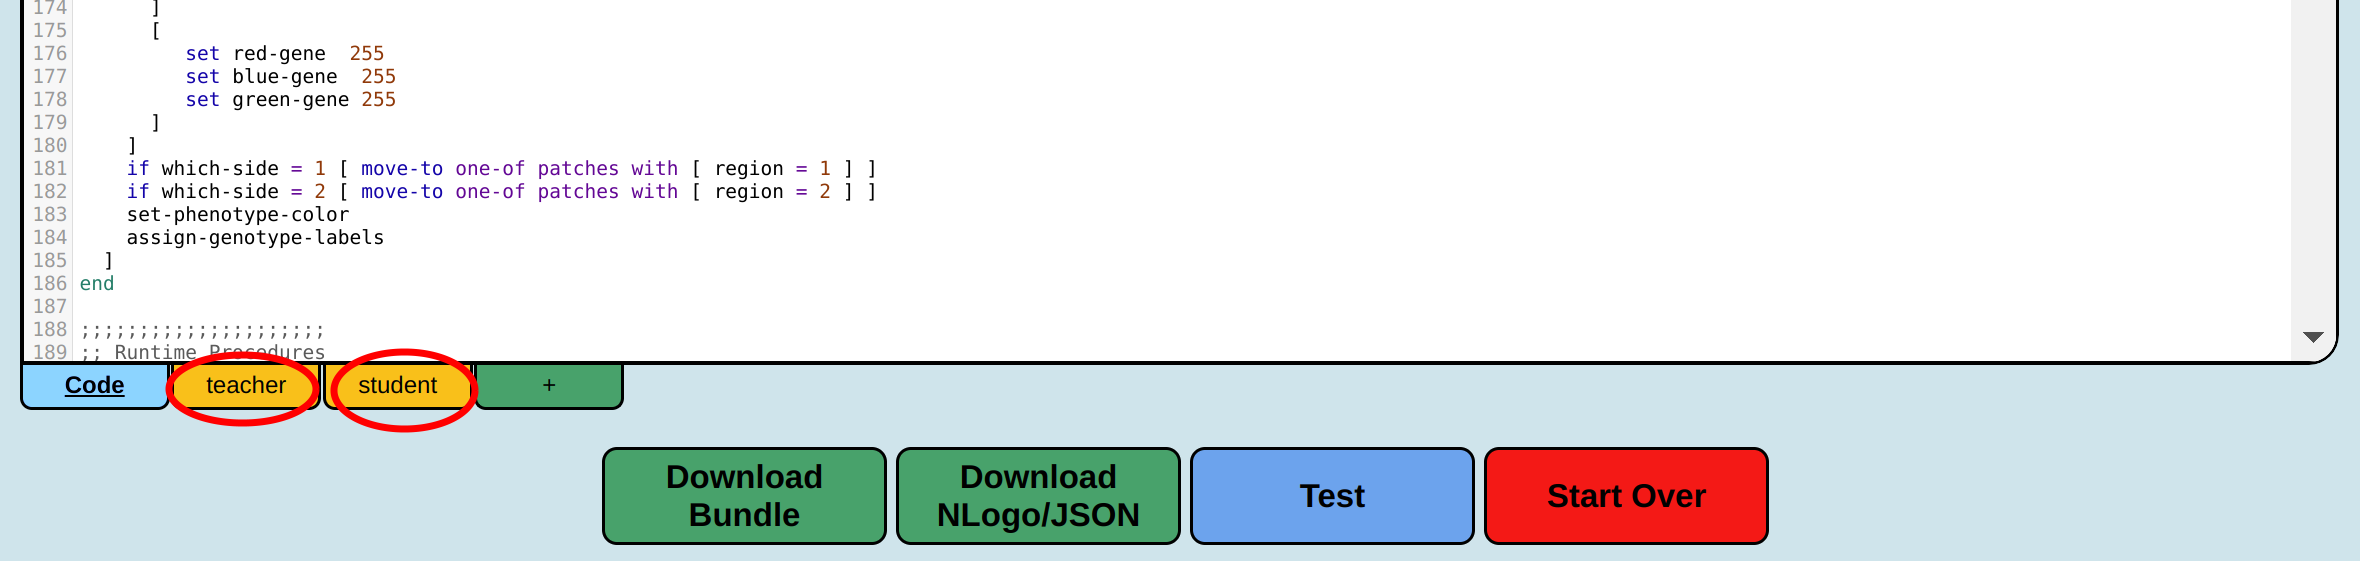 174 ]
175 [
176 set red-gene 255
177 set blue-gene 255
178 set green-gene 255
179 ]
180 ]
181 if which-side = 1 [ move-to one-of patches with [ region = 1 ] ]
182 if which-side = 2 [ move-to one-of patches with [ region = 2 ] ]
183 set-phenotype-color
184 assign-genotype-labels
185 ]
186 end
187
188 ;;;;;;;;;;;;;;;;;;;;;
189 ;; Runtime Procedures
Code teacher student +
Download
Bundle
Download
NLogo/JSON
Test
Start Over